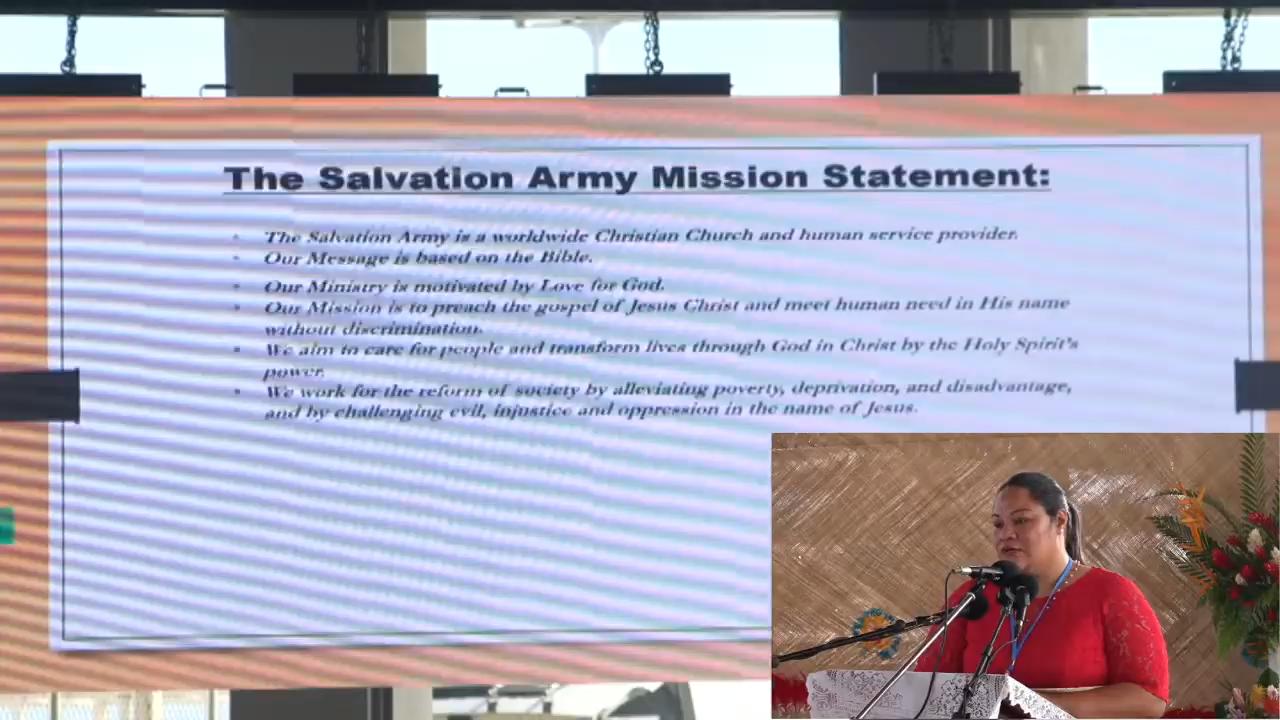 The Salvation Army Mission Statement:
• The Salvation Army is a worldwide Christian Church and human service provider.
• Our Message is based on the Bible.
• Our Ministry is motivated by Love for God.
• Our Mission is to preach the gospel of Jesus Christ and meet human need in His name
without discrimination.
• We aim to care for people and transform lives through God in Christ by the Holy Spirit's
power.
• We work for the reform of society by alleviating poverty, deprivation, and disadvantage,
and by challenging evil, injustice and oppression in the name of Jesus.